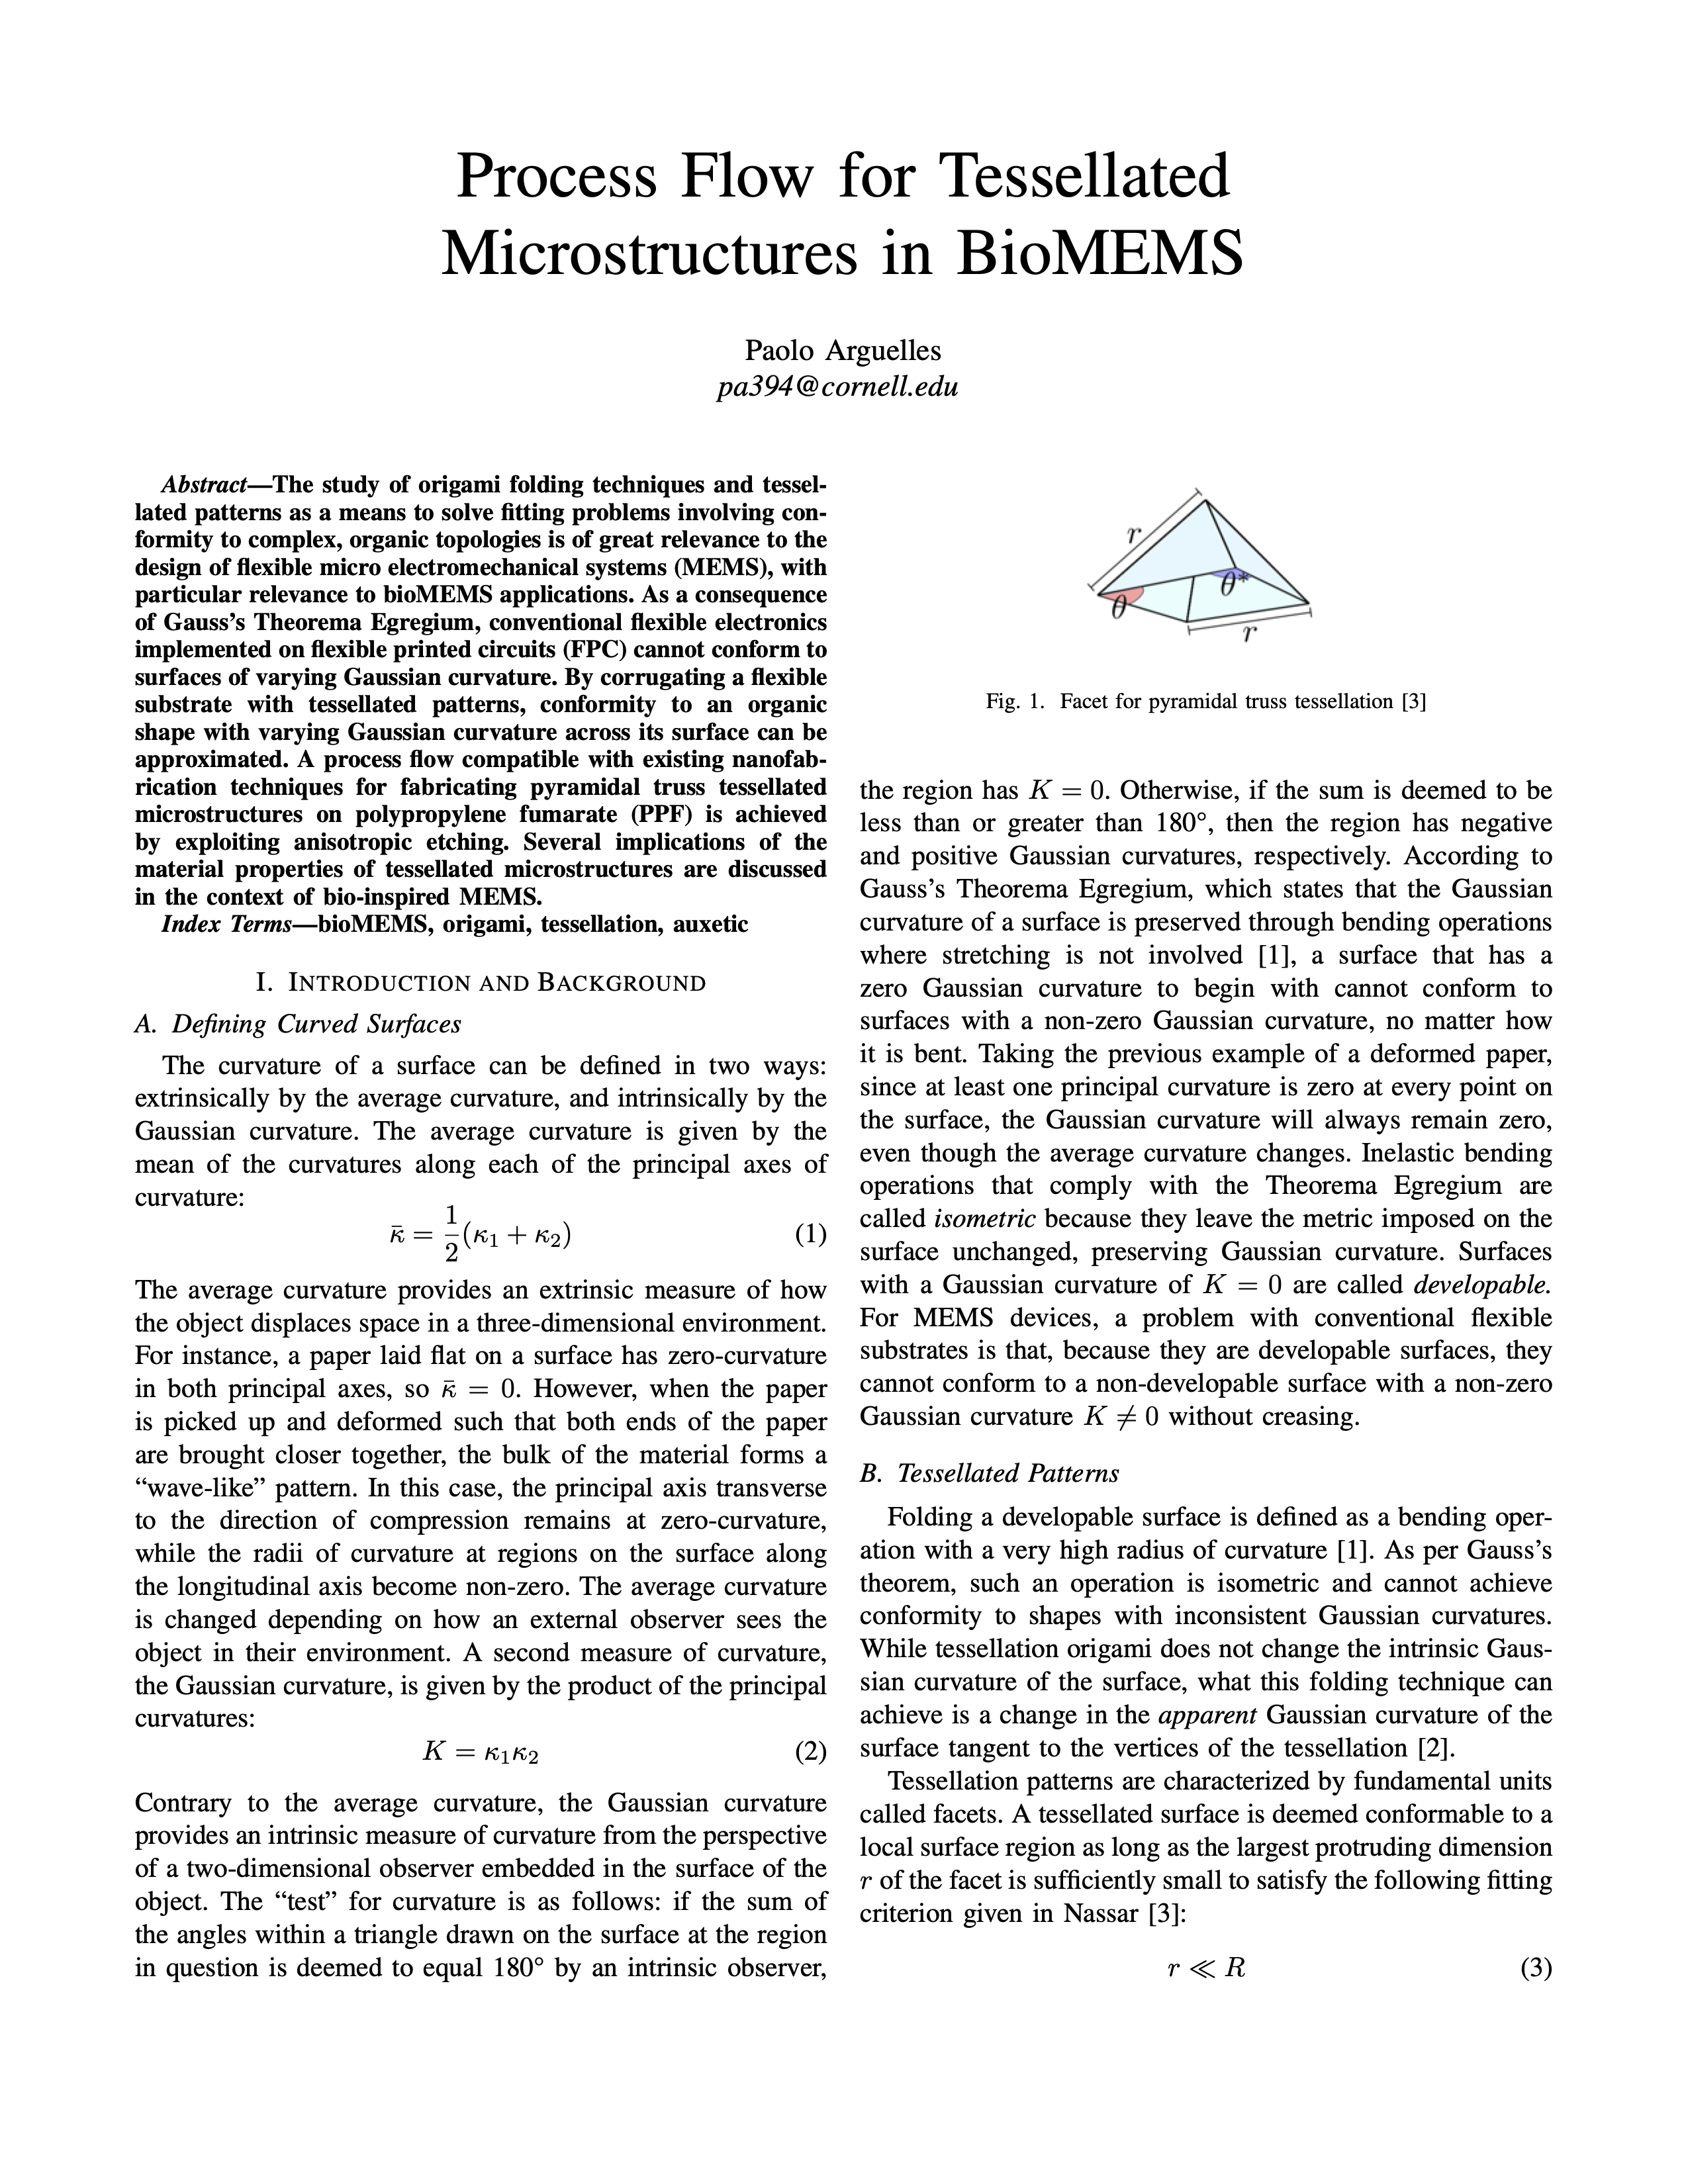 Process Flow for Tessellated
Microstructures in BioMEMS
Paolo Arguelles
pa394@cornell.edu
Abstract—The study of origami folding techniques and tessel-
lated patterns as a means to solve fitting problems involving con-
formity to complex, organic topologies is of great relevance to the
design of flexible micro electromechanical systems (MEMS), with
particular relevance to bioMEMS applications. As a consequence
of Gauss's Theorema Egregium, conventional flexible electronics
implemented on flexible printed circuits (FPC) cannot conform to
surfaces of varying Gaussian curvature. By corrugating a flexible
substrate with tessellated patterns, conformity to an organic
shape with varying Gaussian curvature across its surface can be
approximated. A process flow compatible with existing nanofab-
rication techniques for fabricating pyramidal truss tessellated
microstructures on polypropylene fumarate (PPF) is achieved
by exploiting anisotropic etching. Several implications of the
material properties of tessellated microstructures are discussed
in the context of bio-inspired MEMS.
Index Terms—bioMEMS, origami, tessellation, auxetic
I. INTRODUCTION AND BACKGROUND
A. Defining Curved Surfaces
The curvature of a surface can be defined in two ways:
extrinsically by the average curvature, and intrinsically by the
Gaussian curvature. The average curvature is given by the
mean of the curvatures along each of the principal axes of
curvature:
κ̄ = 1/2(κ₁ + κ₂) (1)
The average curvature provides an extrinsic measure of how
the object displaces space in a three-dimensional environment.
For instance, a paper laid flat on a surface has zero-curvature
in both principal axes, so κ̄ = 0. However, when the paper
is picked up and deformed such that both ends of the paper
are brought closer together, the bulk of the material forms a
“wave-like” pattern. In this case, the principal axis transverse
to the direction of compression remains at zero-curvature,
while the radii of curvature at regions on the surface along
the longitudinal axis become non-zero. The average curvature
is changed depending on how an external observer sees the
object in their environment. A second measure of curvature,
the Gaussian curvature, is given by the product of the principal
curvatures:
K = κ₁κ₂ (2)
Contrary to the average curvature, the Gaussian curvature
provides an intrinsic measure of curvature from the perspective
of a two-dimensional observer embedded in the surface of the
object. The “test” for curvature is as follows: if the sum of
the angles within a triangle drawn on the surface at the region
in question is deemed to equal 180° by an intrinsic observer,
r
θ
θ*
r
Fig. 1. Facet for pyramidal truss tessellation [3]
the region has K = 0. Otherwise, if the sum is deemed to be
less than or greater than 180°, then the region has negative
and positive Gaussian curvatures, respectively. According to
Gauss's Theorema Egregium, which states that the Gaussian
curvature of a surface is preserved through bending operations
where stretching is not involved [1], a surface that has a
zero Gaussian curvature to begin with cannot conform to
surfaces with a non-zero Gaussian curvature, no matter how
it is bent. Taking the previous example of a deformed paper,
since at least one principal curvature is zero at every point on
the surface, the Gaussian curvature will always remain zero,
even though the average curvature changes. Inelastic bending
operations that comply with the Theorema Egregium are
called isometric because they leave the metric imposed on the
surface unchanged, preserving Gaussian curvature. Surfaces
with a Gaussian curvature of K = 0 are called developable.
For MEMS devices, a problem with conventional flexible
substrates is that, because they are developable surfaces, they
cannot conform to a non-developable surface with a non-zero
Gaussian curvature K ≠ 0 without creasing.
B. Tessellated Patterns
Folding a developable surface is defined as a bending oper-
ation with a very high radius of curvature [1]. As per Gauss's
theorem, such an operation is isometric and cannot achieve
conformity to shapes with inconsistent Gaussian curvatures.
While tessellation origami does not change the intrinsic Gaus-
sian curvature of the surface, what this folding technique can
achieve is a change in the apparent Gaussian curvature of the
surface tangent to the vertices of the tessellation [2].
Tessellation patterns are characterized by fundamental units
called facets. A tessellated surface is deemed conformable to a
local surface region as long as the largest protruding dimension
r of the facet is sufficiently small to satisfy the following fitting
criterion given in Nassar [3]:
r ≪ R (3)